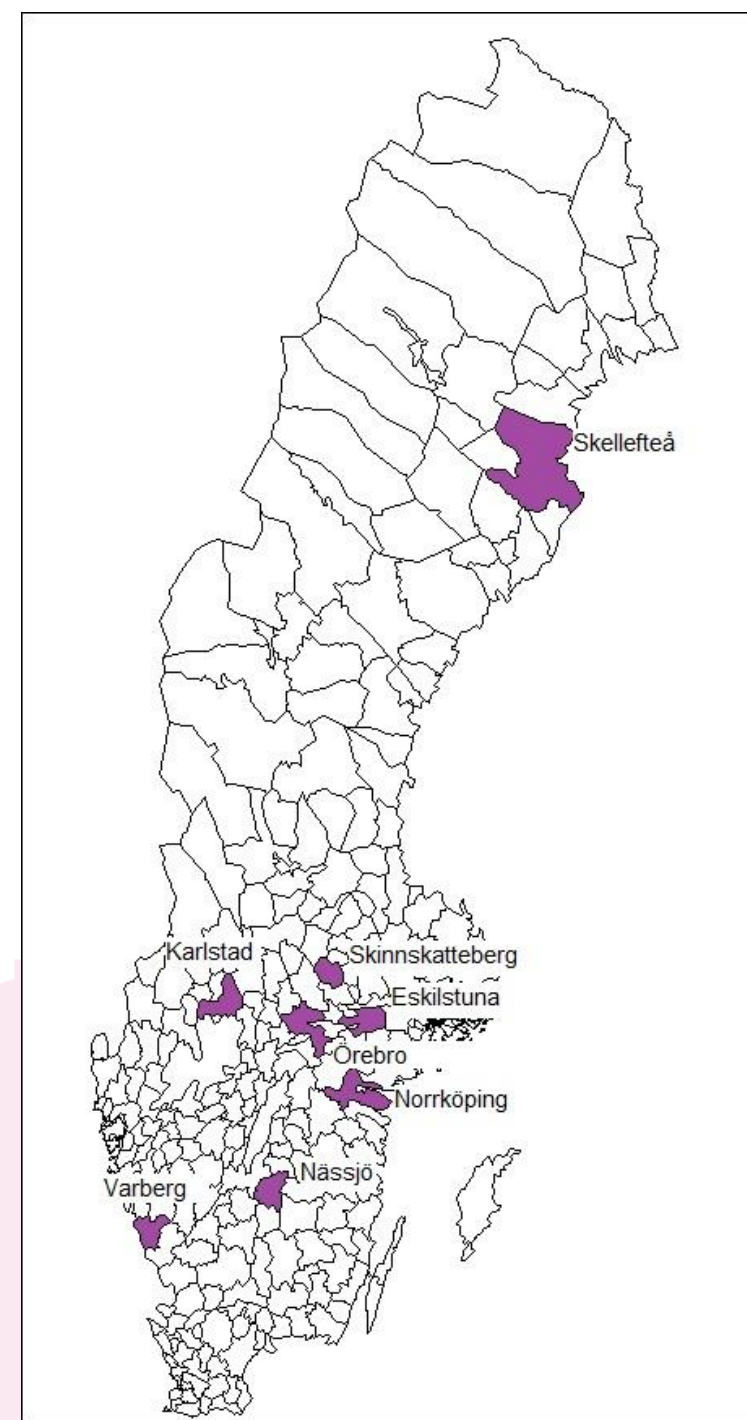 Skellefteå
Karlstad
Skinnskatteberg
Eskilstuna
Örebro
Norrköping
Nässjö
Varberg